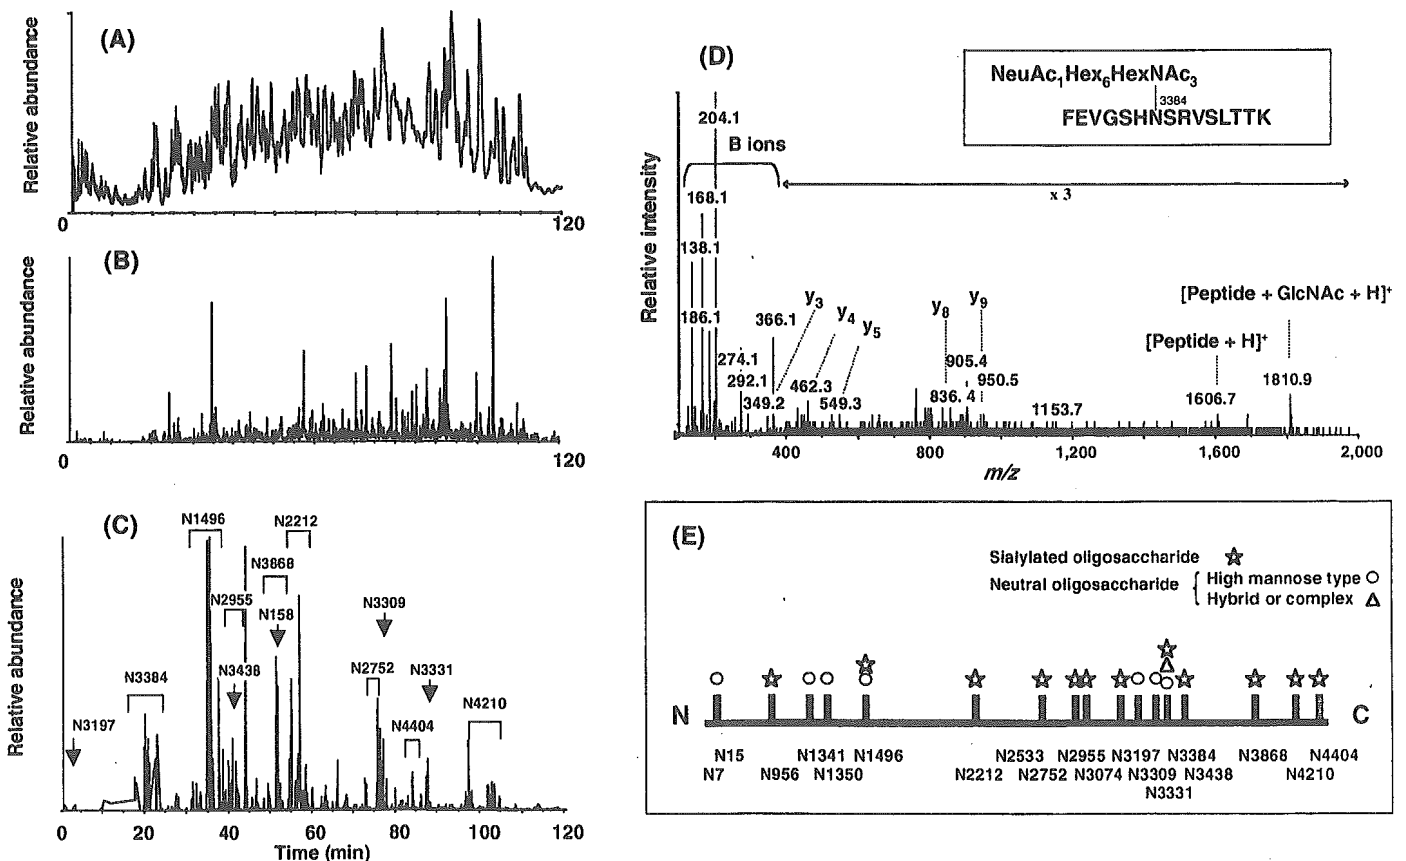 (A)
Relative abundance
0
120
(B)
Relative abundance
0
120
(C)
Relative abundance
N1496
N2212
N3868
N2955
N158
N3309
N3438
N2752
N3331
N3384
N4210
N3197
N4404
0 20 40 60 80 100 120
Time (min)
(D)
Relative intensity
NeuAc1Hex6HexNAc3
3384
FEVGSHNSRVSLTTK
204.1
B ions
x 3
168.1
138.1
186.1
366.1
y3
y4
y5
y8
y9
[Peptide + GlcNAc + H]+
[Peptide + H]+
274.1
292.1
349.2
462.3
549.3
905.4
836. 4
950.5
1153.7
1606.7
1810.9
400 800 1,200 1,600 2,000
m/z
(E)
Sialylated oligosaccharide
Neutral oligosaccharide
High mannose type
Hybrid or complex
N
C
N15 N1341 N1496 N2533 N2955 N3197 N3384 N3868 N4404
N7 N956 N1350 N2212 N2752 N3074 N3309 N3438 N4210
N3331